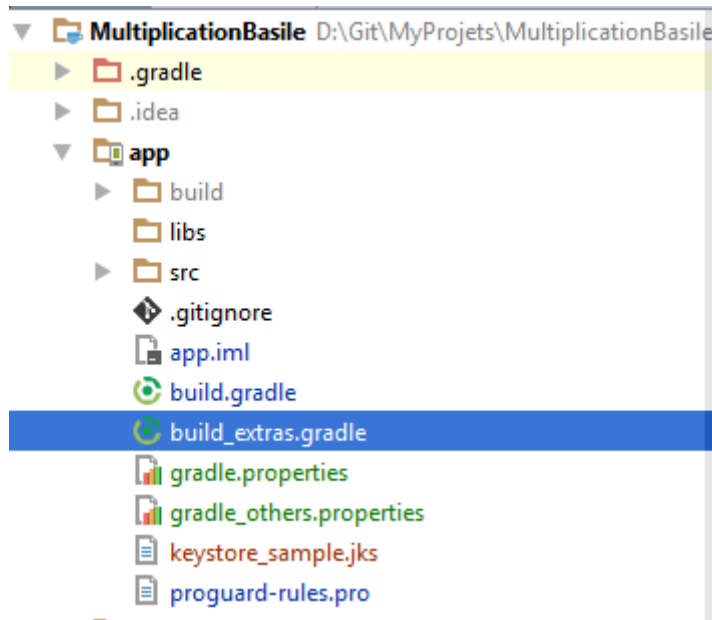 MultiplicationBasile D:\Git\MyProjets\MultiplicationBasile
.gradle
.idea
app
build
libs
src
.gitignore
app.iml
build.gradle
build_extras.gradle
gradle.properties
gradle_others.properties
keystore_sample.jks
proguard-rules.pro